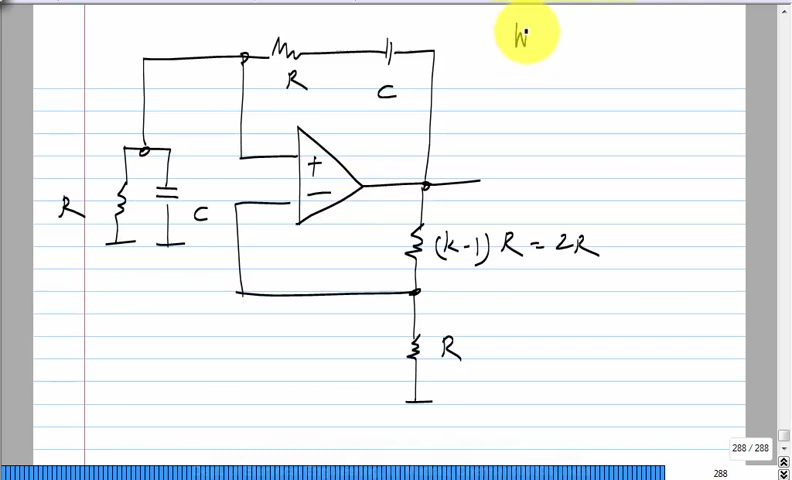 W
R
C
+
−
R
C
(k-1) R = 2R
R
288 / 288
288